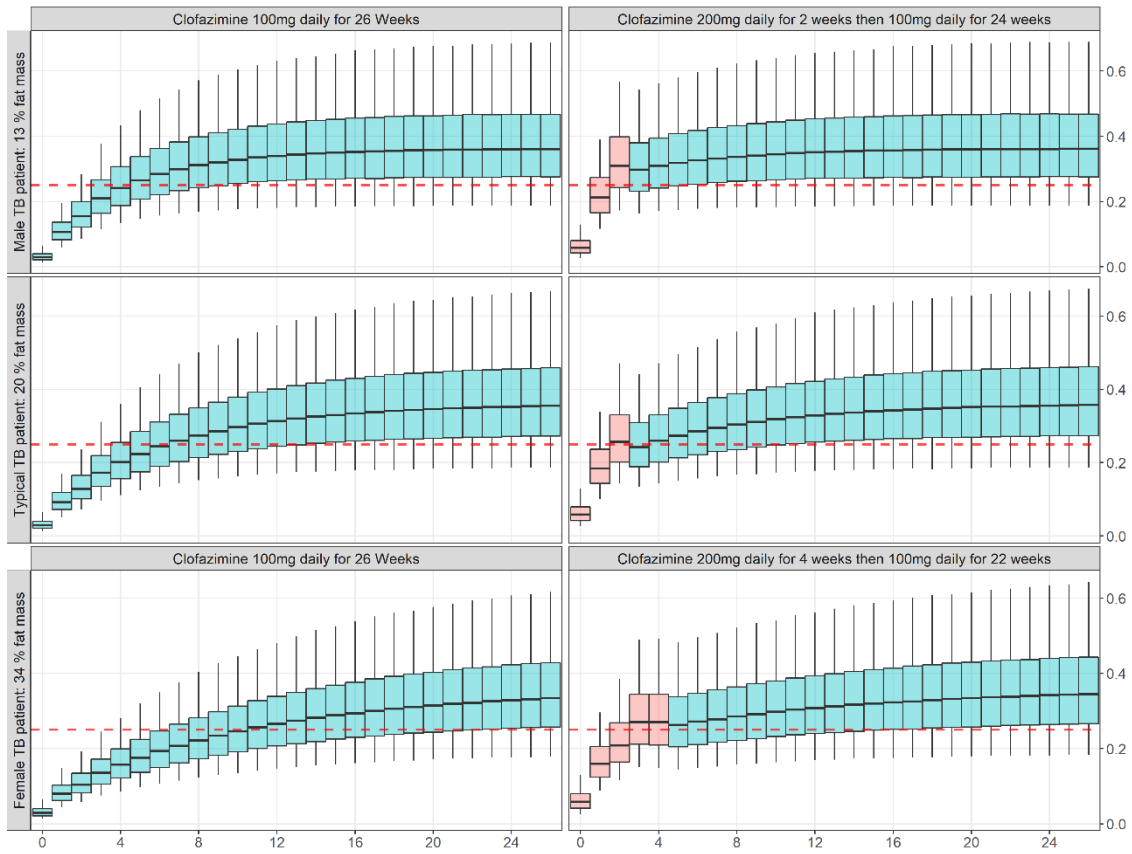 Clofazimine 100mg daily for 26 Weeks
Clofazimine 200mg daily for 2 weeks then 100mg daily for 24 weeks
Male TB patient: 13 % fat mass
0.6
0.4
0.2
0.0
Typical TB patient: 20 % fat mass
0.6
0.4
0.2
0.0
Clofazimine 100mg daily for 26 Weeks
Clofazimine 200mg daily for 4 weeks then 100mg daily for 22 weeks
Female TB patient: 34 % fat mass
0.6
0.4
0.2
0.0
0 4 8 12 16 20 24
0 4 8 12 16 20 24